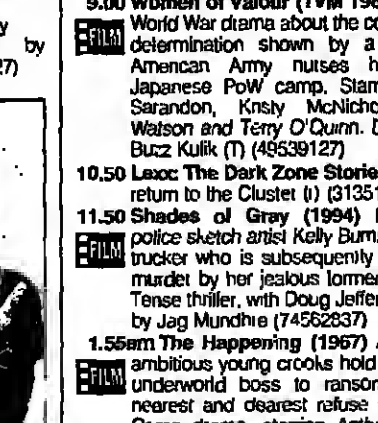 y
by
27)
9.00 Women of Valour (TVM 198
FILM World War drama about the co
determination shown by a
American Army nurses h
Japanese PoW camp. Starr
Sarandon, Kristy McNicho
Watson and Terry O'Quinn. D
Buzz Kulik (T) (49539127)
10.50 Lexx: The Dark Zone Storie
return to the Cluster (r) (31351
11.50 Shades of Gray (1994)
FILM police sketch artist Kelly Burn
trucker who is subsequently
murder by her jealous former
Tense thriller, with Doug Jeffer
by Jag Mundhra (74562837)
1.55am The Happening (1967)
FILM ambitious young crooks hold
underworld boss to ransom
nearest and dearest refuse